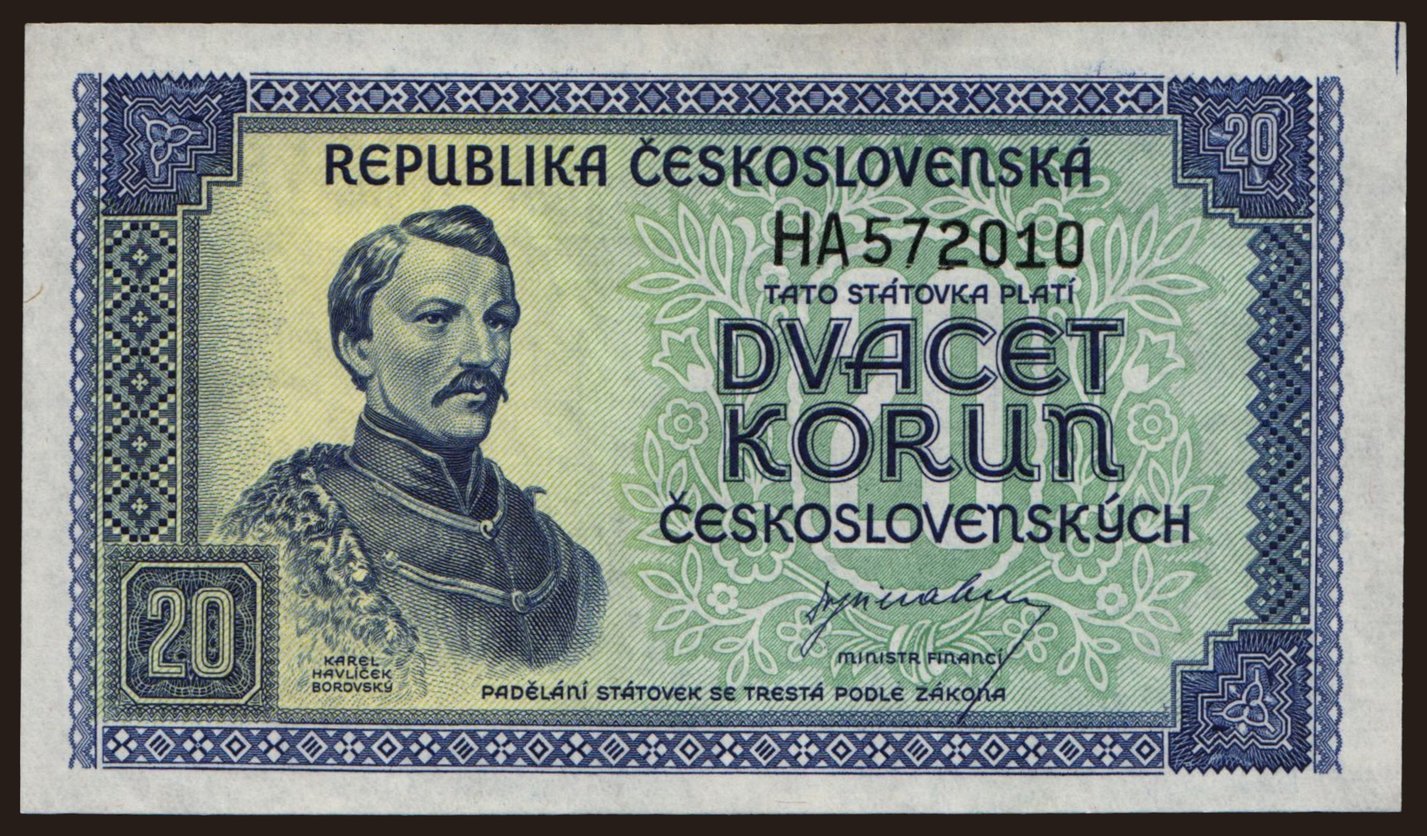 20
REPUBLIKA ČESKOSLOVENSKÁ
HA 572010
TATO STÁTOVKA PLATÍ
DVACET
KORUN
ČESKOSLOVENSKÝCH
20
20
MINISTR FINANCÍ
KAREL
HAVLÍČEK
BOROVSKÝ
PADĚLÁNÍ STÁTOVEK SE TRESTÁ PODLE ZÁKONA